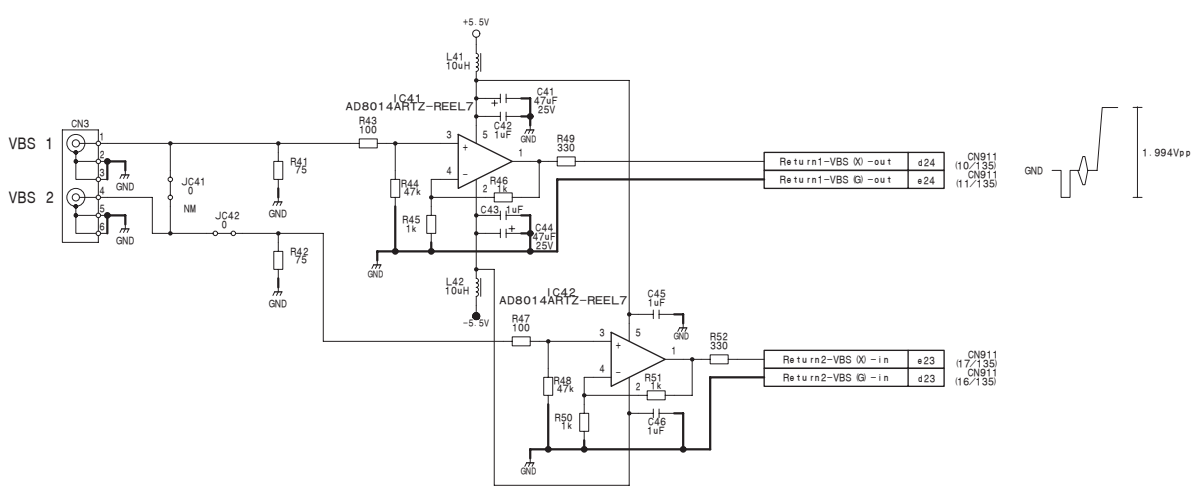 +5.5V
L41
10uH
IC41
AD8014ARTZ-REEL7
C41
47uF
25V
C42
1uF
GND
CN3
VBS 1
1
2
3
GND
VBS 2
4
5
6
GND
JC41
0
NM
JC42
0
R41
75
GND
R42
75
GND
R43
100
R44
47k
R45
1k
3
4
5
1
2
+
-
R46
1k
C43 1uF
C44
47uF
25V
+
+
GND
L42
10uH
-5.5V
R49
330
Return1-VBS (X) -out d24
Return1-VBS (G) -out e24
CN911
(10/135)
CN911
(11/135)
GND
1.994Vpp
IC42
AD8014ARTZ-REEL7
C45
1uF
GND
R47
100
R48
47k
R50
1k
3
4
5
1
2
+
-
R51
1k
C46
1uF
GND
R52
330
Return2-VBS (X) -in e23
Return2-VBS (G) -in d23
CN911
(17/135)
CN911
(16/135)